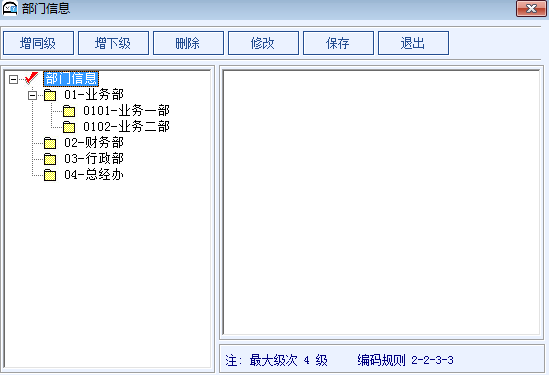 部门信息
增同级 增下级 删除 修改 保存 退出
部门信息
01-业务部
0101-业务一部
0102-业务二部
02-财务部
03-行政部
04-总经办
注: 最大级次 4 级 编码规则 2-2-3-3